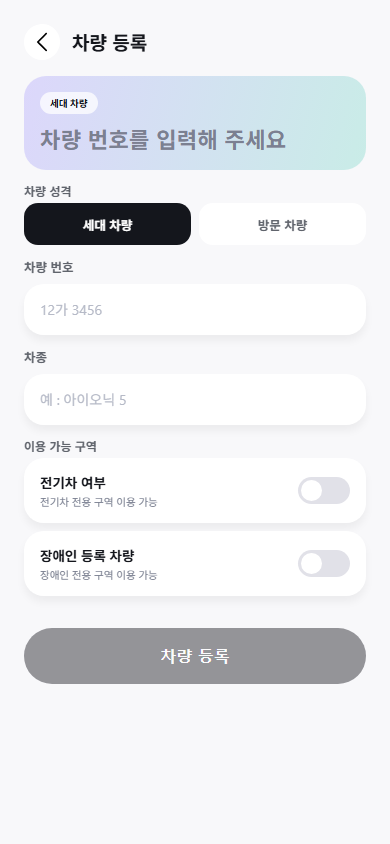 차량 등록
세대 차량
차량 번호를 입력해 주세요
차량 성격
세대 차량
방문 차량
차량 번호
12가 3456
차종
예 : 아이오닉 5
이용 가능 구역
전기차 여부
전기차 전용 구역 이용 가능
장애인 등록 차량
장애인 전용 구역 이용 가능
차량 등록